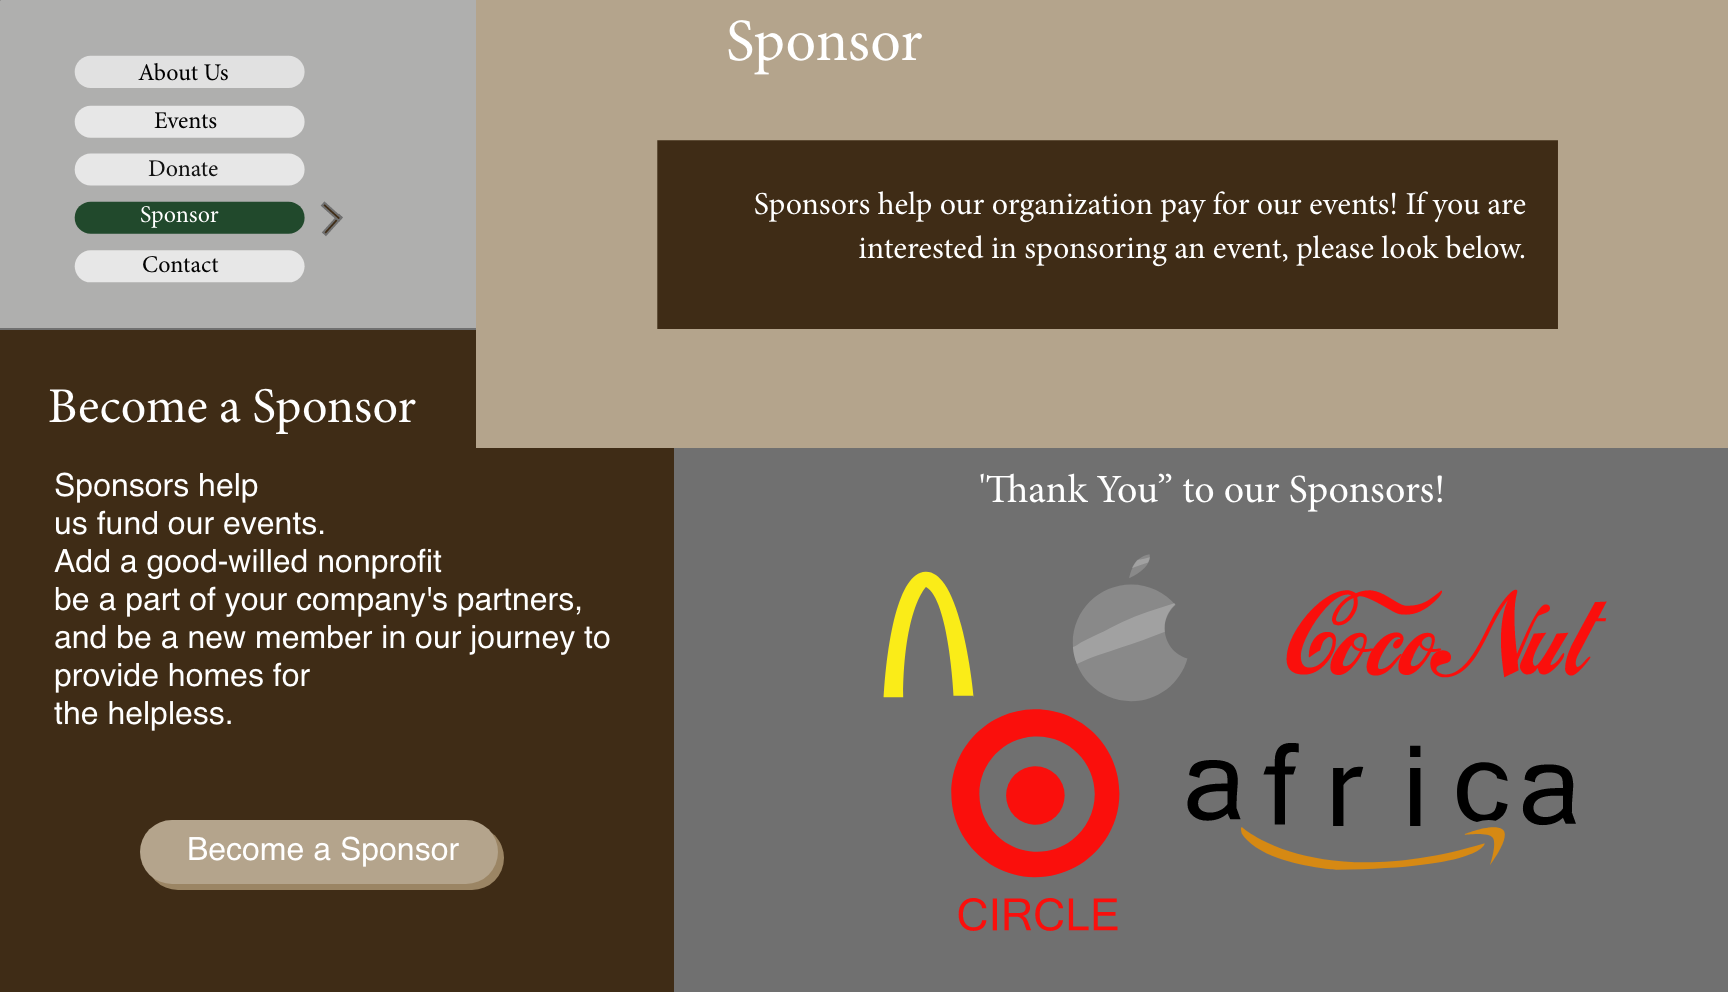 About Us
Events
Donate
Sponsor
Contact
Sponsor
Sponsors help our organization pay for our events! If you are
interested in sponsoring an event, please look below.
Become a Sponsor
Sponsors help
us fund our events.
Add a good-willed nonprofit
be a part of your company's partners,
and be a new member in our journey to
provide homes for
the helpless.
Become a Sponsor
'Thank You” to our Sponsors!
Coco Nut
africa
CIRCLE